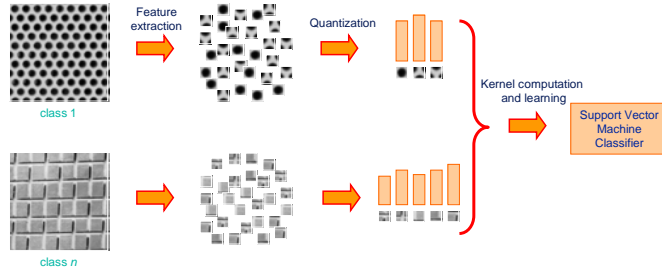 Feature
extraction
Quantization
Kernel computation
and learning
Support Vector
Machine
Classifier
class 1
class n